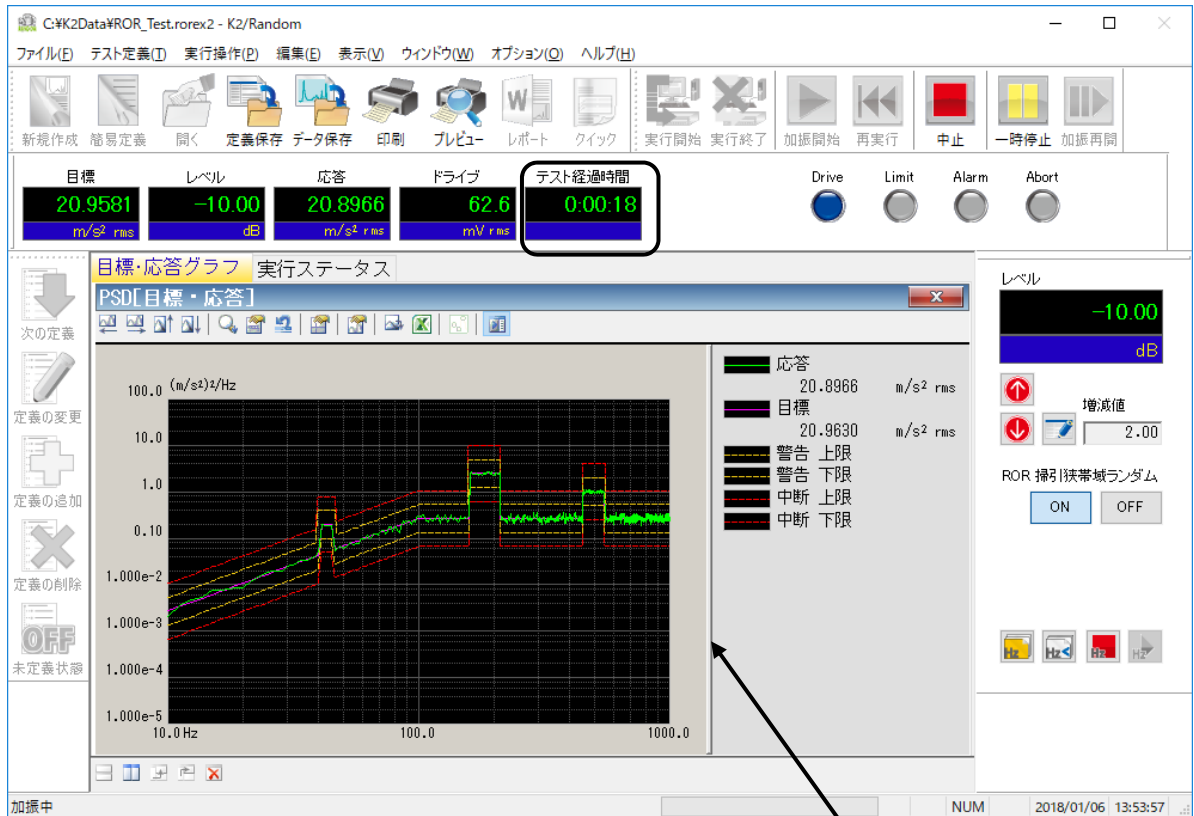 C:¥K2Data¥ROR_Test.rorex2 - K2/Random
ファイル(F) テスト定義(T) 実行操作(P) 編集(E) 表示(V) ウィンドウ(W) オプション(O) ヘルプ(H)
新規作成 簡易定義 開く 定義保存 データ保存 印刷 プレビュー レポート クイック 実行開始 実行終了 加振開始 再実行 中止 一時停止 加振再開
目標 レベル 応答 ドライブ テスト経過時間 Drive Limit Alarm Abort
20.9581 -10.00 20.8966 62.6 0:00:18
m/s² rms dB m/s² rms mV rms
目標・応答グラフ 実行ステータス
PSD[目標・応答]
次の定義
定義の変更
定義の追加
定義の削除
OFF
未定義状態
(m/s²)²/Hz
100.0
10.0
1.0
0.10
1.000e-2
1.000e-3
1.000e-4
1.000e-5
10.0Hz 100.0 1000.0
応答
20.8966 m/s² rms
目標
20.9630 m/s² rms
警告 上限
警告 下限
中断 上限
中断 下限
レベル
-10.00
dB
増減値
2.00
ROR 掃引狭帯域ランダム
ON OFF
Hz Hz Hz Hz
加振中 NUM 2018/01/06 13:53:57